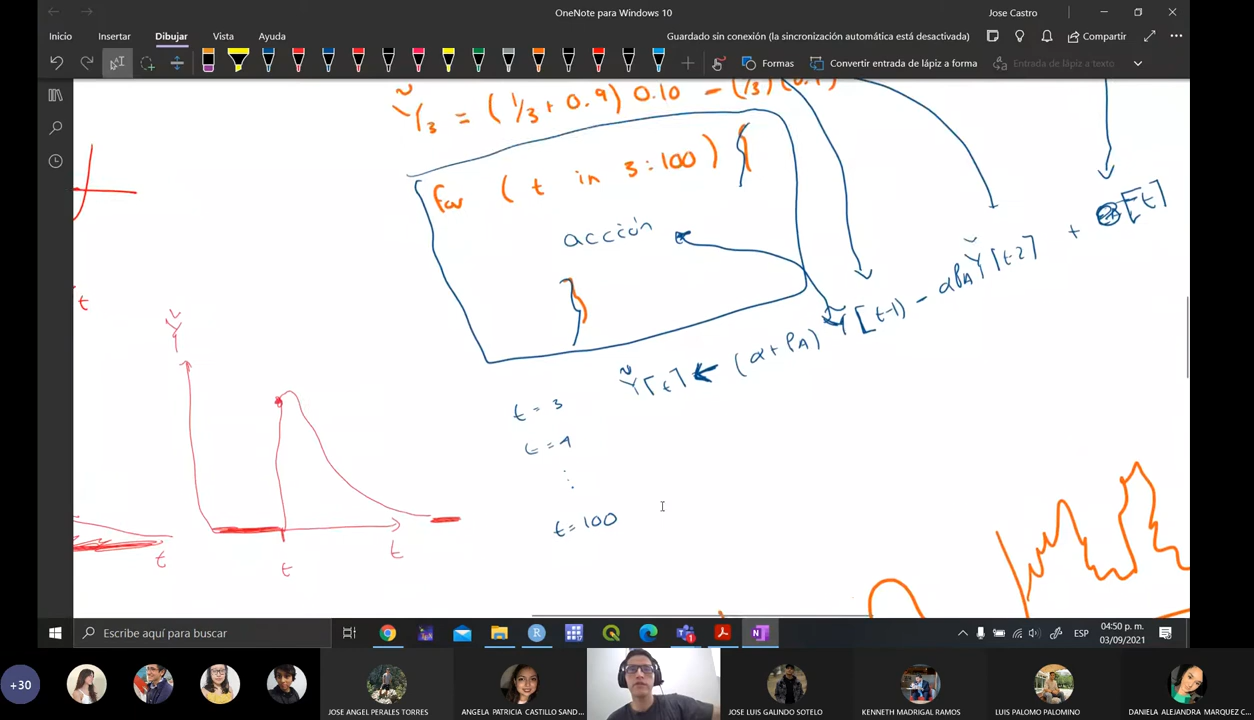 OneNote para Windows 10
Jose Castro
Inicio Insertar Dibujar Vista Ayuda
Guardado sin conexión (la sincronización automática está desactivada)
Compartir
Formas
Convertir entrada de lápiz a forma
Entrada de lápiz a texto
Ỹ3 = (1/3 + 0.9) 0.10 - (1/3)
for ( t in 3:100 ) {
acción
}
Ỹ[t] ← (α + ρA) Ỹ[t-1) - αρA Ỹ[t-2] + [t]
t = 3
t = 4
⋮
t = 100
t
Ỹ
t
t
t
Escribe aquí para buscar
ESP
04:50 p. m.
03/09/2021
+30
JOSE ANGEL PERALES TORRES
ANGELA PATRICIA CASTILLO SAND...
JOSE LUIS GALINDO SOTELO
KENNETH MADRIGAL RAMOS
LUIS PALOMO PALOMINO
DANIELA ALEJANDRA MARQUEZ C...